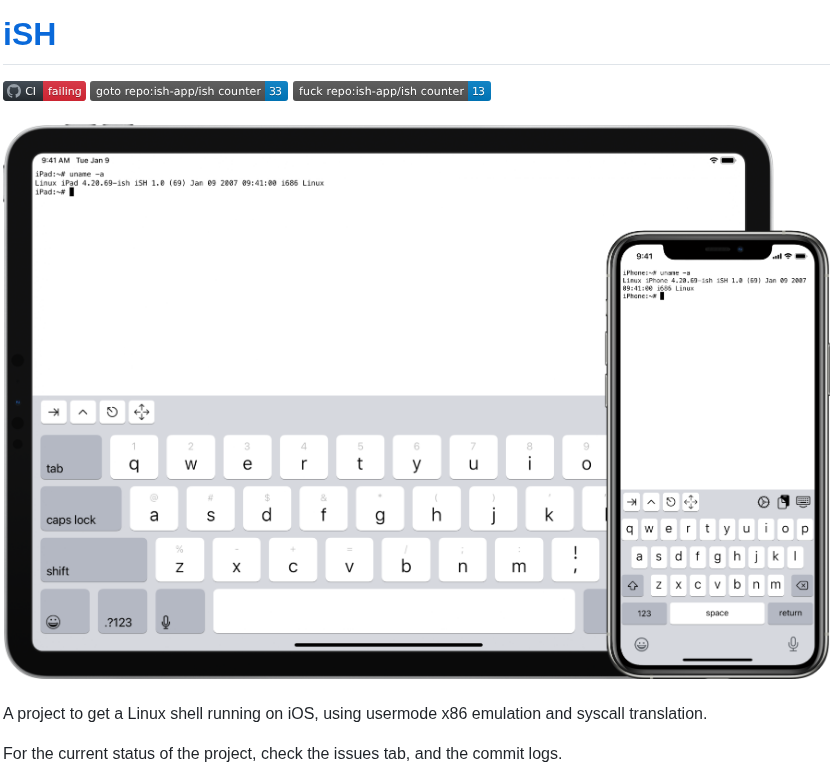 iSH
CI failing goto repo:ish-app/ish counter 33 fuck repo:ish-app/ish counter 13
9:41 AM Tue Jan 9
iPad:~# uname -a
Linux iPad 4.20.69-ish iSH 1.0 (69) Jan 09 2007 09:41:00 i686 Linux
iPad:~#
1 2 3 4 5 6 7 8 9
tab q w e r t y u i o
@ # $ & * ( ) '
caps lock a s d f g h j k
% - + = / ; :
shift z x c v b n m ! ,
.?123
9:41
iPhone:~# uname -a
Linux iPhone 4.20.69-ish iSH 1.0 (69) Jan 09 2007
09:41:00 i686 Linux
iPhone:~#
q w e r t y u i o p
a s d f g h j k l
z x c v b n m
123 space return
A project to get a Linux shell running on iOS, using usermode x86 emulation and syscall translation.
For the current status of the project, check the issues tab, and the commit logs.